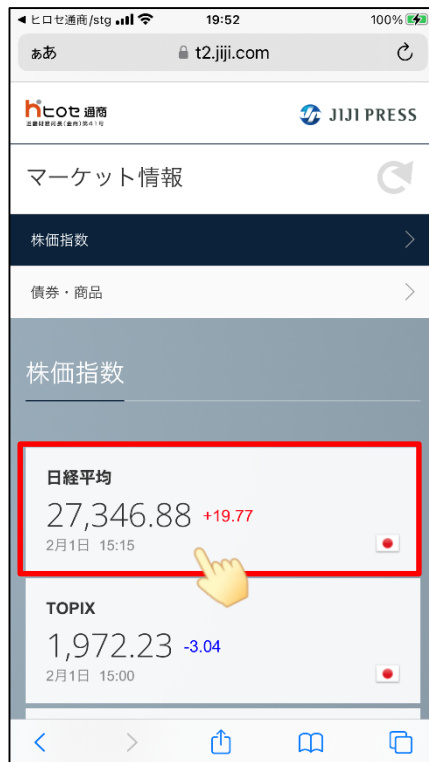 ◀ ヒロセ通商/stg 19:52 100%
ぁあ t2.jiji.com
ヒロセ 通商 JIJI PRESS
マーケット情報
株価指数
債券・商品
株価指数
日経平均
27,346.88 +19.77
2月1日 15:15
TOPIX
1,972.23 -3.04
2月1日 15:00